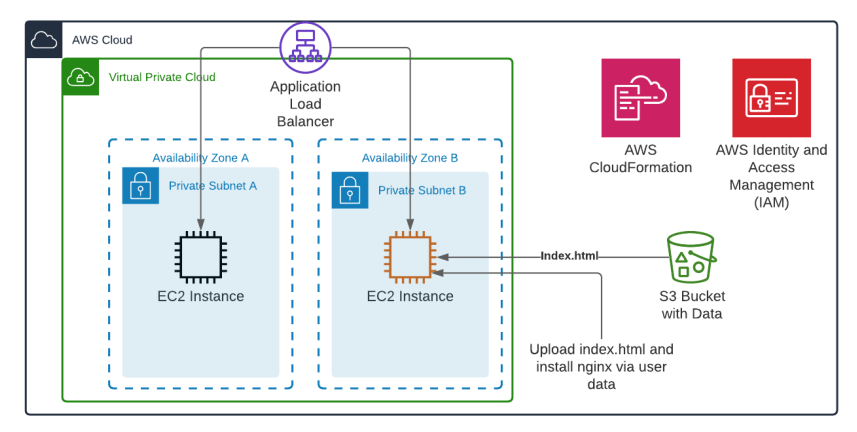 AWS Cloud
Virtual Private Cloud
Application
Load
Balancer
Availability Zone A
Private Subnet A
EC2 Instance
Availability Zone B
Private Subnet B
EC2 Instance
Index.html
AWS
CloudFormation
AWS Identity and
Access
Management
(IAM)
S3 Bucket
with Data
Upload index.html and
install nginx via user
data